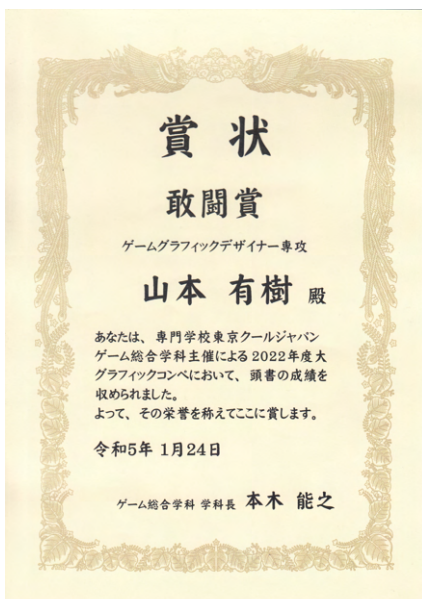 賞状
敢闘賞
ゲームグラフィックデザイナー専攻
山本 有樹 殿
あなたは、専門学校東京クールジャパン
ゲーム総合学科主催による2022年度大
グラフィックコンペにおいて、頭書の成績を
収められました。
よって、その栄誉を称えてここに賞します。
令和5年 1月24日
ゲーム総合学科 学科長 本木 能之